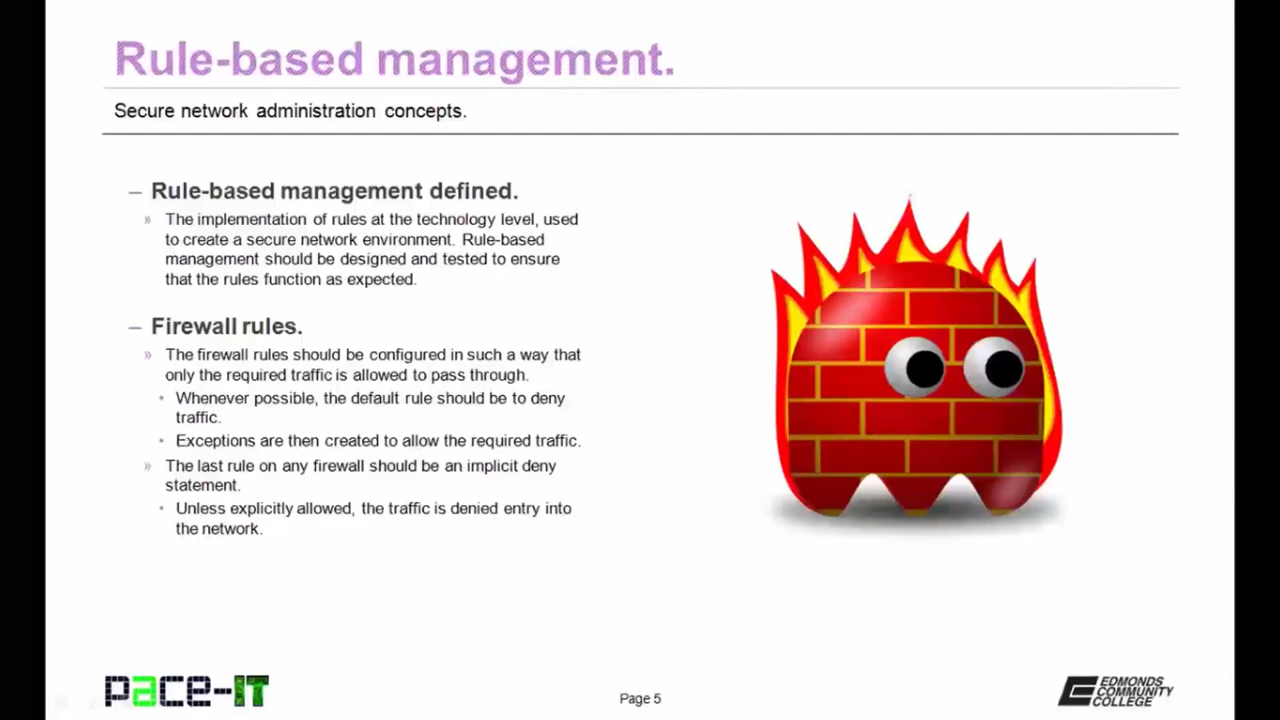 Rule-based management.
Secure network administration concepts.
– Rule-based management defined.
» The implementation of rules at the technology level, used
to create a secure network environment. Rule-based
management should be designed and tested to ensure
that the rules function as expected.
– Firewall rules.
» The firewall rules should be configured in such a way that
only the required traffic is allowed to pass through.
• Whenever possible, the default rule should be to deny
traffic.
• Exceptions are then created to allow the required traffic.
» The last rule on any firewall should be an implicit deny
statement.
• Unless explicitly allowed, the traffic is denied entry into
the network.
pace-IT
Page 5
EDMONDS
COMMUNITY
COLLEGE